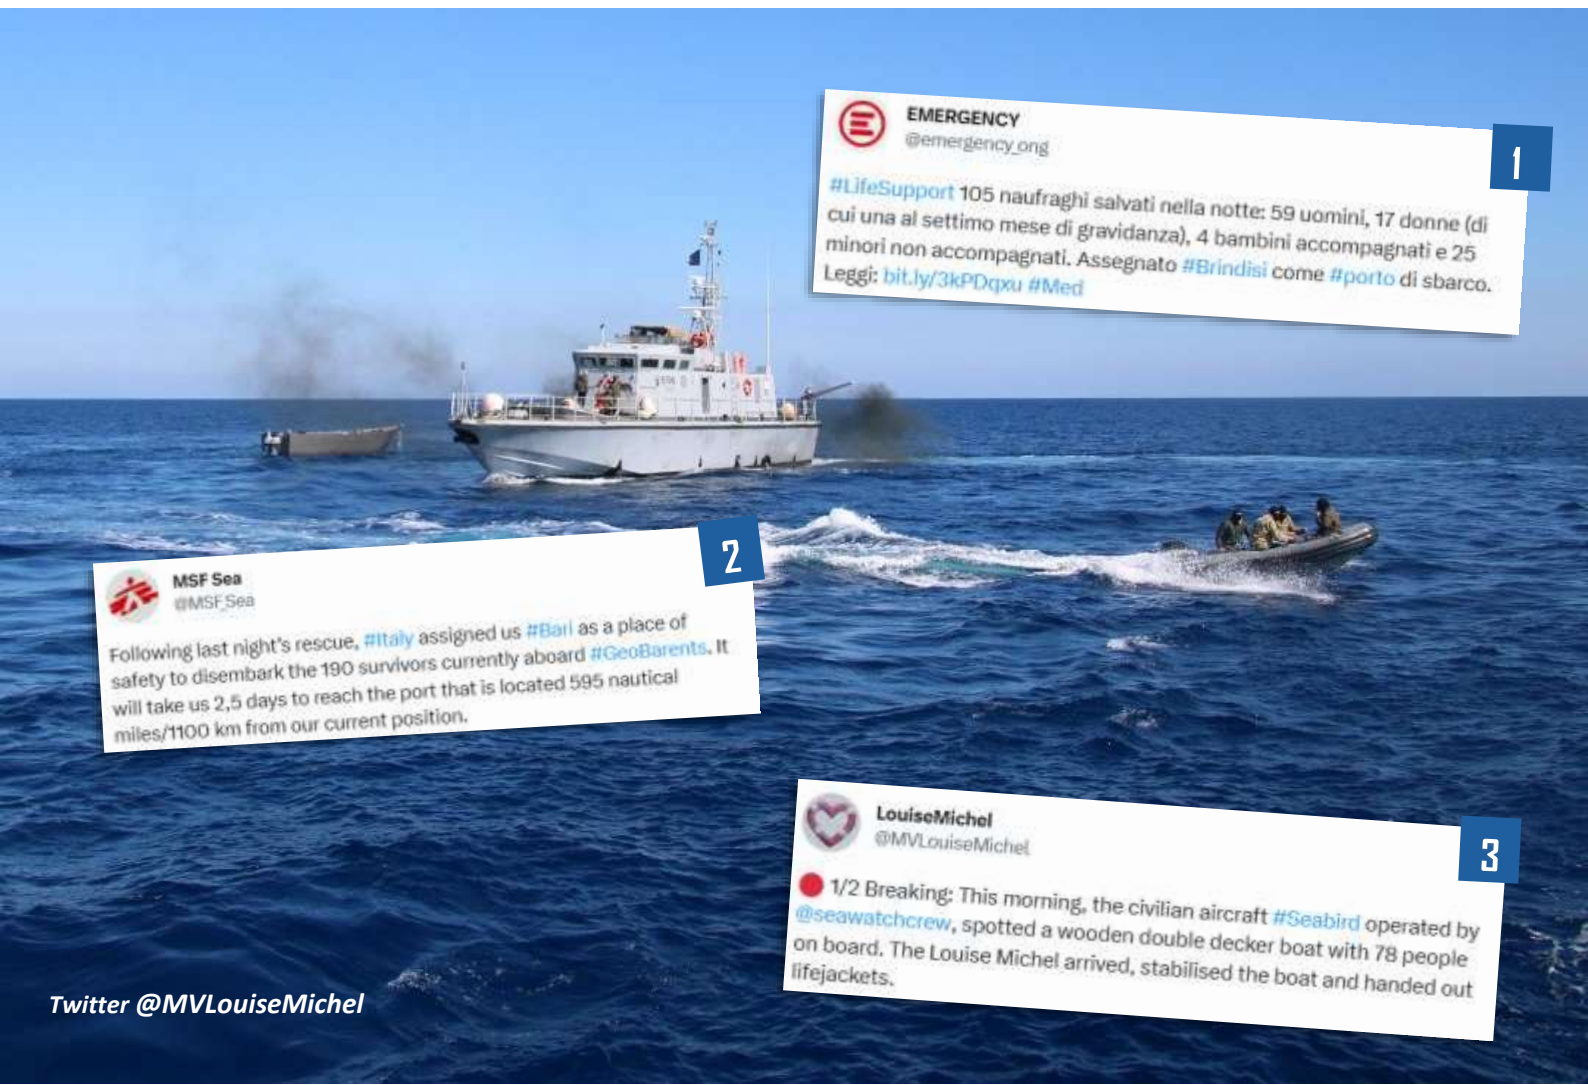 EMERGENCY
@emergency_ong
1
#LifeSupport 105 naufraghi salvati nella notte: 59 uomini, 17 donne (di
cui una al settimo mese di gravidanza), 4 bambini accompagnati e 25
minori non accompagnati. Assegnato #Brindisi come #porto di sbarco.
Leggi: bit.ly/3kPDqxu #Med
2
MSF Sea
@MSF_Sea
Following last night's rescue, #Italy assigned us #Bari as a place of
safety to disembark the 190 survivors currently aboard #GeoBarents. It
will take us 2,5 days to reach the port that is located 595 nautical
miles/1100 km from our current position.
LouiseMichel
@MVLouiseMichel
3
1/2 Breaking: This morning, the civilian aircraft #Seabird operated by
@seawatchcrew, spotted a wooden double decker boat with 78 people
on board. The Louise Michel arrived, stabilised the boat and handed out
lifejackets.
Twitter @MVLouiseMichel